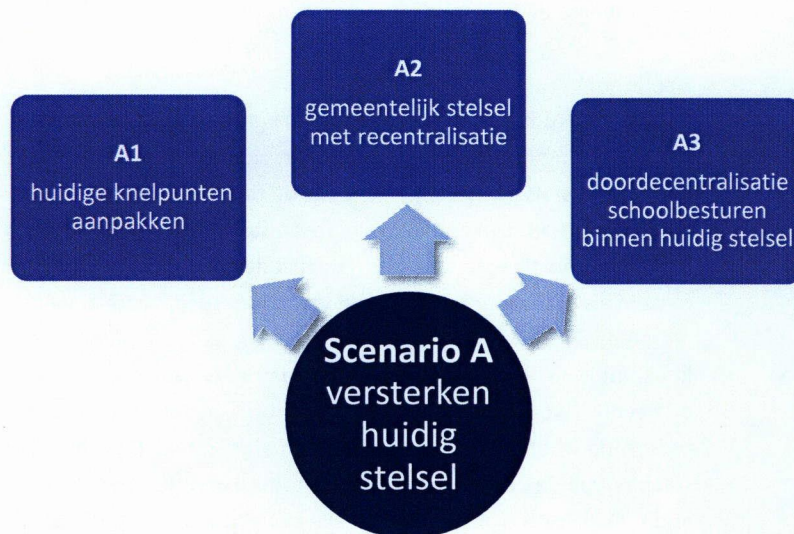 A1
huidige knelpunten
aanpakken
A2
gemeentelijk stelsel
met recentralisatie
A3
doordecentralisatie
schoolbesturen
binnen huidig stelsel
Scenario A
versterken
huidig
stelsel